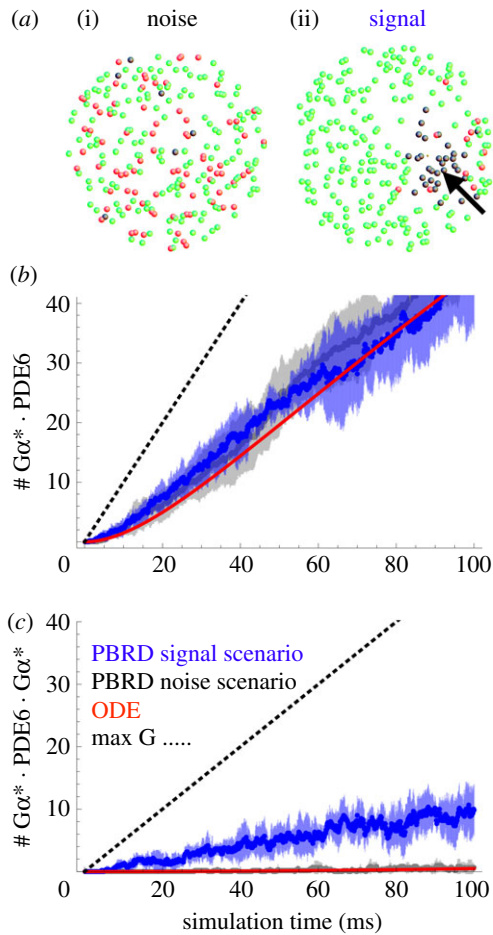 (a) (i) noise (ii) signal
(b)
# Gα* · PDE6
40
30
20
10
0
0 20 40 60 80 100
(c)
# Gα* · PDE6 · Gα*
40
30
20
10
0
PBRD signal scenario
PBRD noise scenario
ODE
max G .....
0 20 40 60 80 100
simulation time (ms)